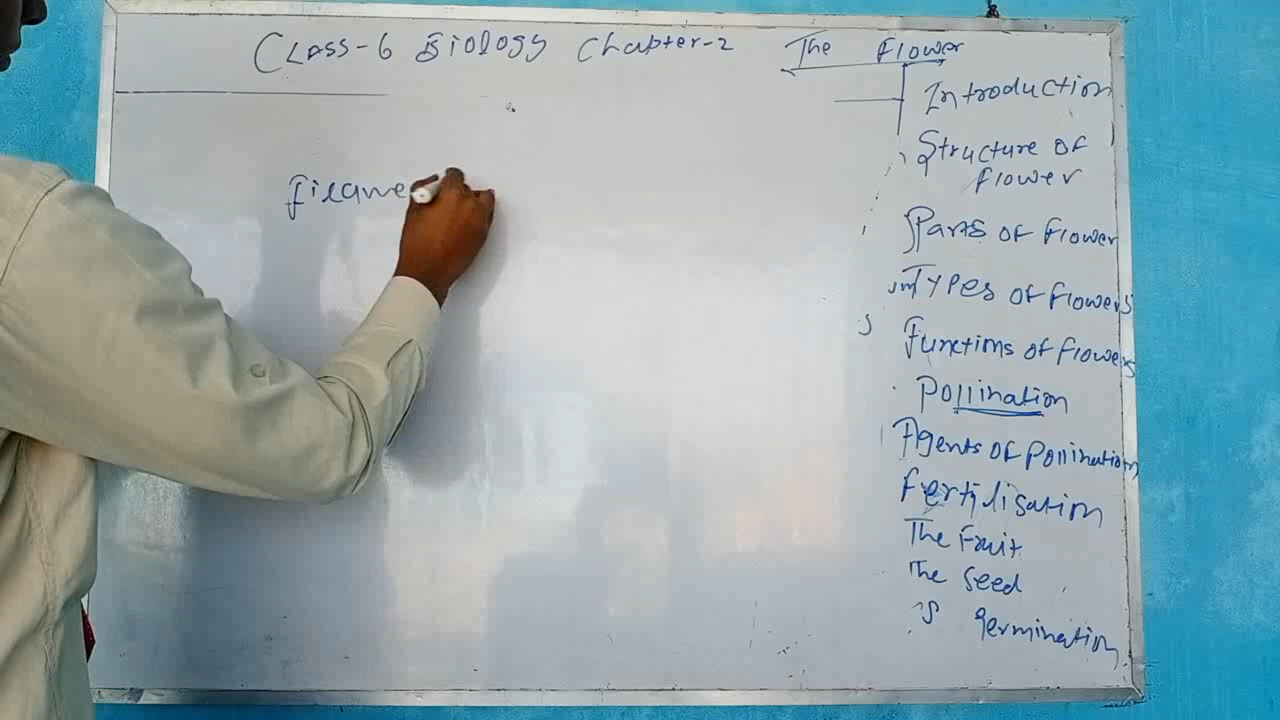 Class-6 Biology Chapter-2 The Flower
Introduction
Structure of
flower
Parts of flower
Types of flowers
Functions of flowers
Pollination
Agents of Pollination
Fertilisation
The Fruit
The Seed
Germination
Filame